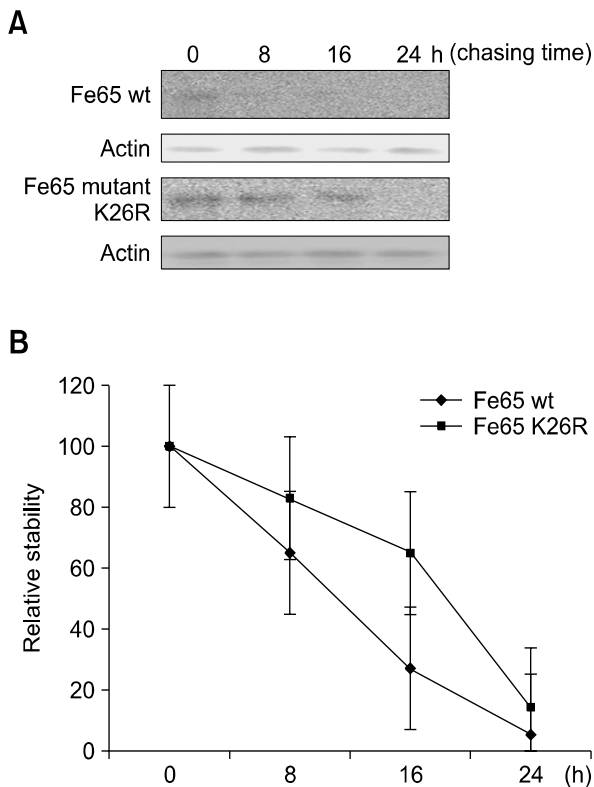 A
0 8 16 24 h (chasing time)
Fe65 wt
Actin
Fe65 mutant
K26R
Actin
B
120
100
80
60
40
20
0
Relative stability
Fe65 wt
Fe65 K26R
0 8 16 24 (h)